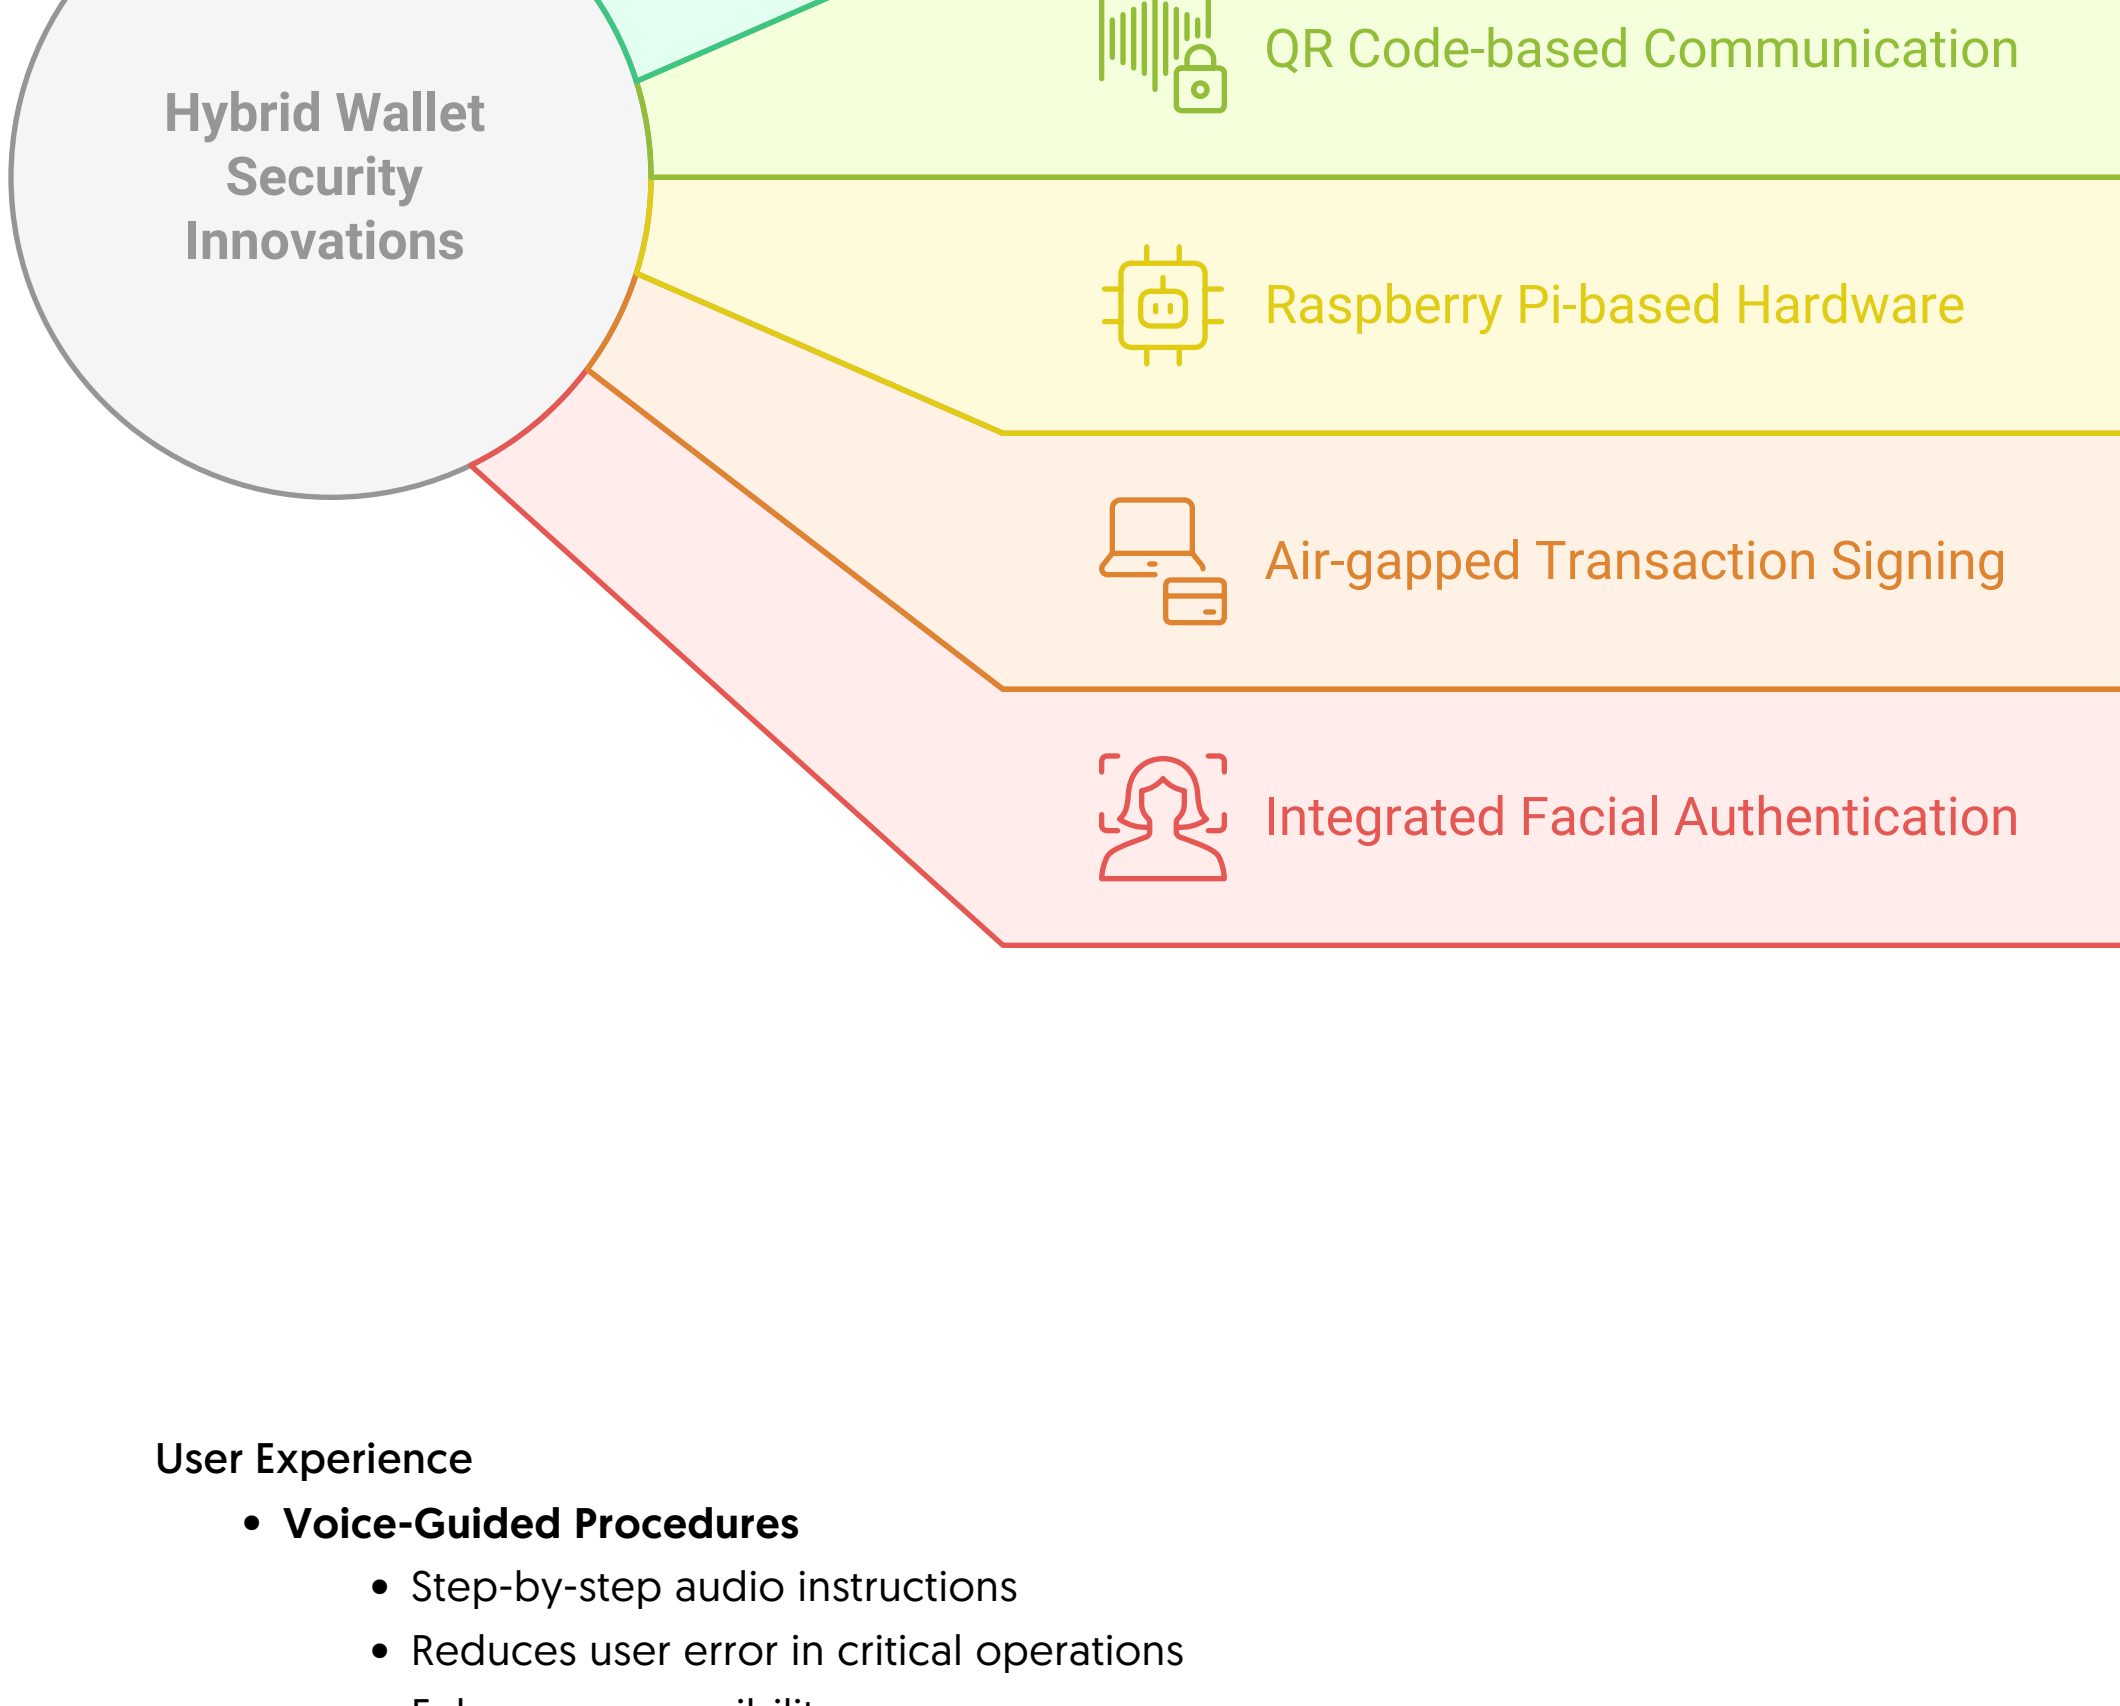 Hybrid Wallet
Security
Innovations
QR Code-based Communication
Raspberry Pi-based Hardware
Air-gapped Transaction Signing
Integrated Facial Authentication
User Experience
• Voice-Guided Procedures
• Step-by-step audio instructions
• Reduces user error in critical operations